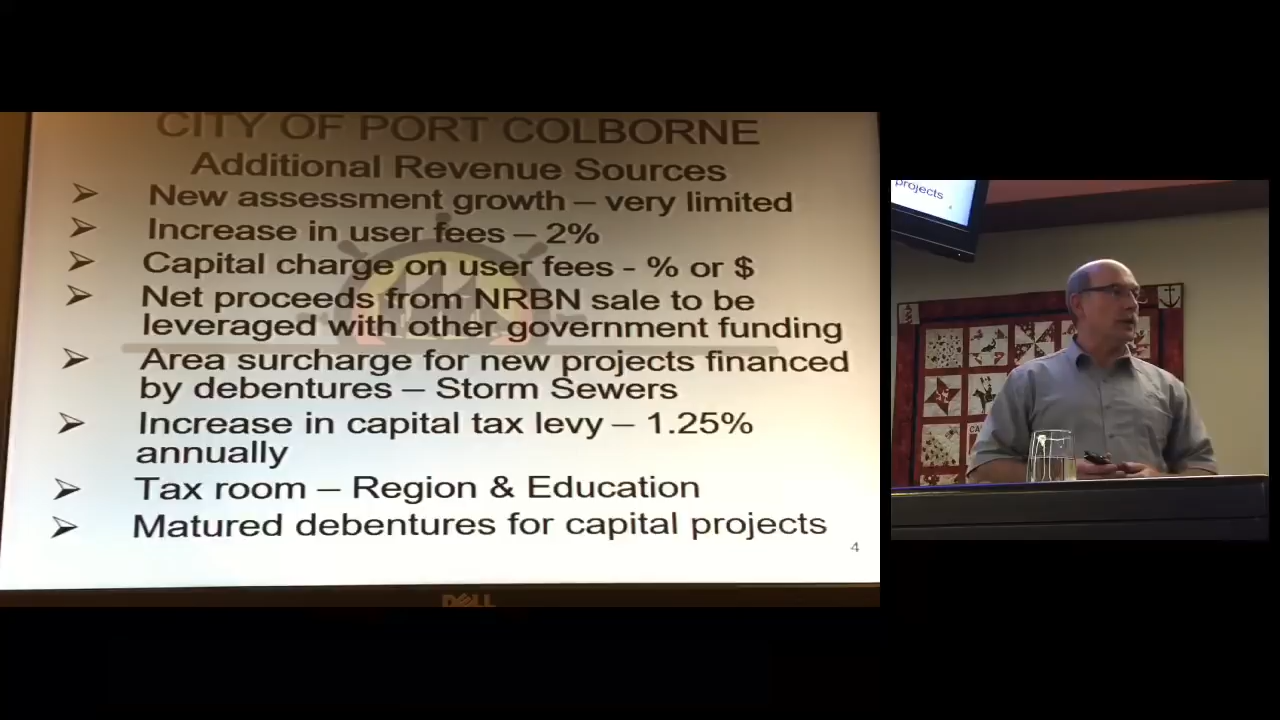 CITY OF PORT COLBORNE
Additional Revenue Sources
➢ New assessment growth – very limited
➢ Increase in user fees – 2%
➢ Capital charge on user fees - % or $
➢ Net proceeds from NRBN sale to be
leveraged with other government funding
➢ Area surcharge for new projects financed
by debentures – Storm Sewers
➢ Increase in capital tax levy – 1.25%
annually
➢ Tax room – Region & Education
➢ Matured debentures for capital projects
4
DELL
projects
4